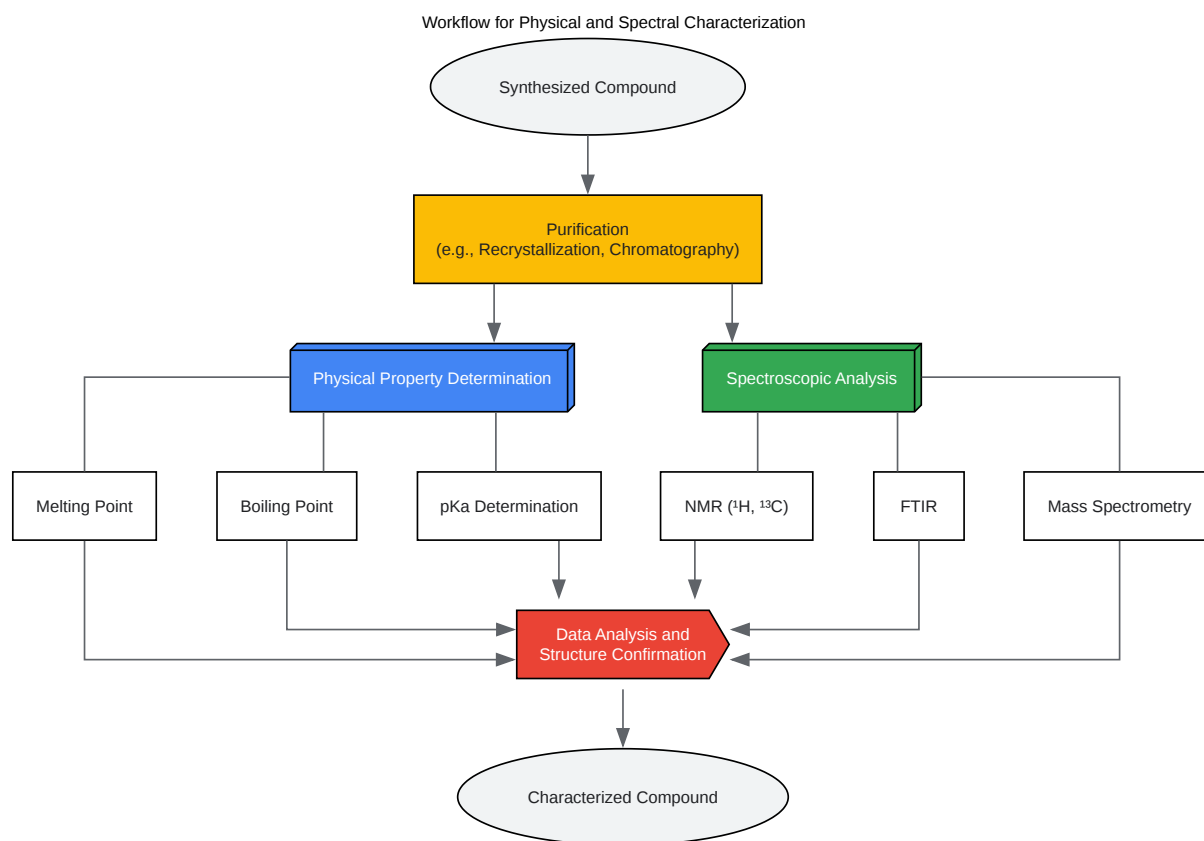 Workflow for Physical and Spectral Characterization
Synthesized Compound
Purification
(e.g., Recrystallization, Chromatography)
Physical Property Determination
Spectroscopic Analysis
Melting Point
Boiling Point
pKa Determination
NMR (¹H, ¹³C)
FTIR
Mass Spectrometry
Data Analysis and
Structure Confirmation
Characterized Compound